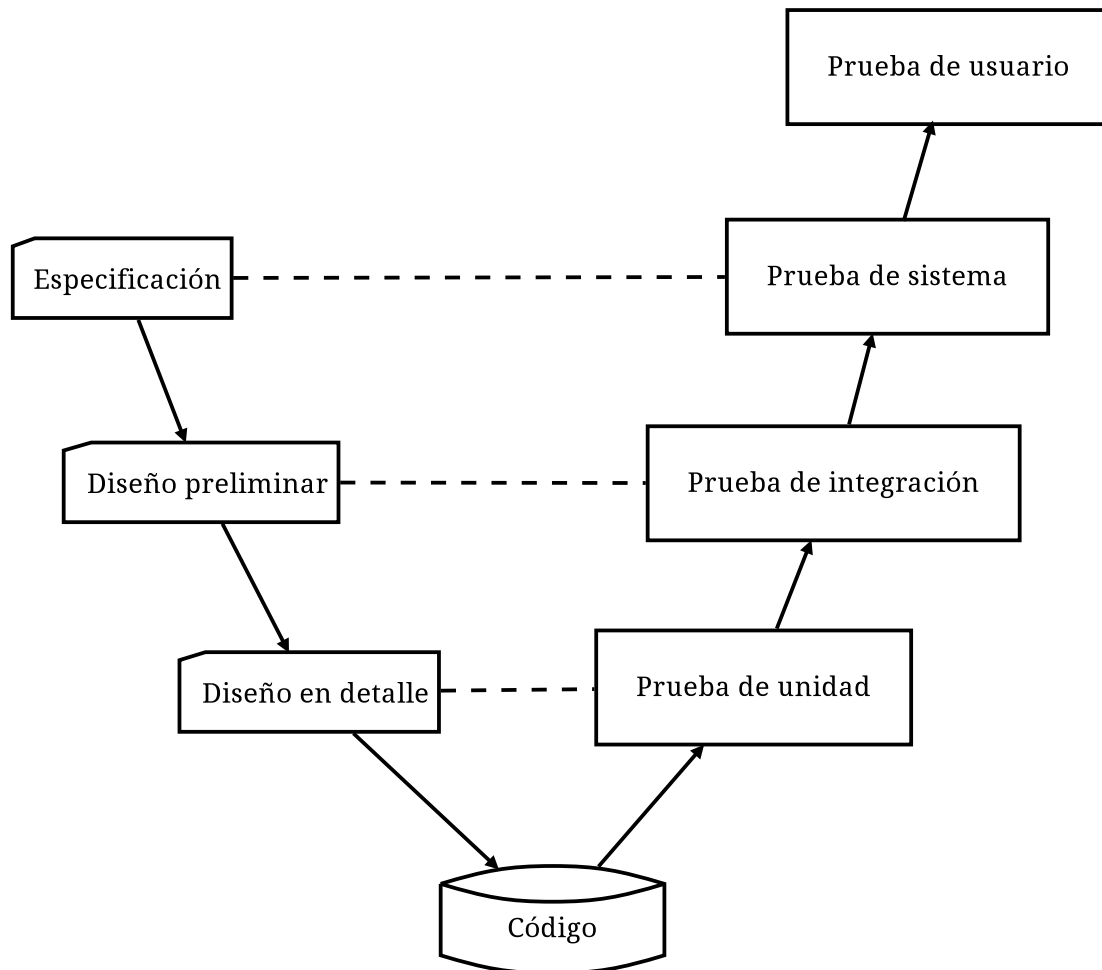 Prueba de usuario
Especificación
Prueba de sistema
Diseño preliminar
Prueba de integración
Diseño en detalle
Prueba de unidad
Código